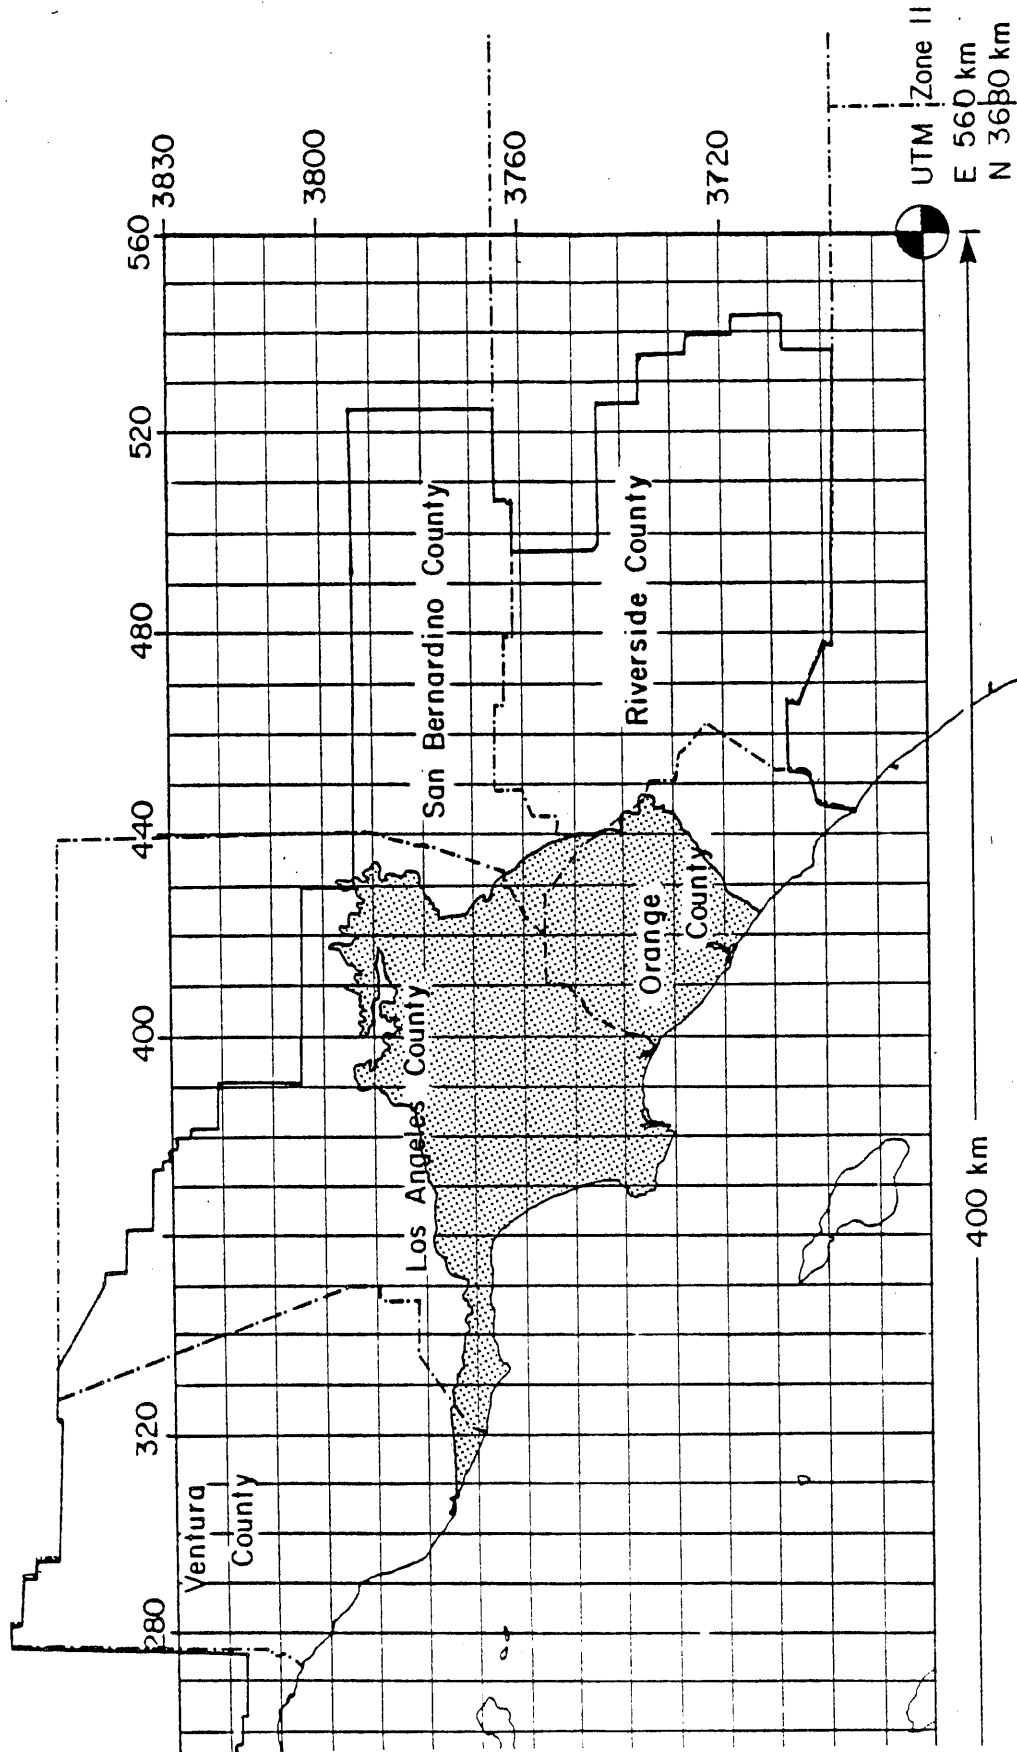 Ventura
County
Los Angeles County
San Bernardino County
Riverside County
Orange
County
280
320
400
440
480
520
560
3830
3800
3760
3720
UTM Zone 11
E 560 km
N 3680 km
400 km